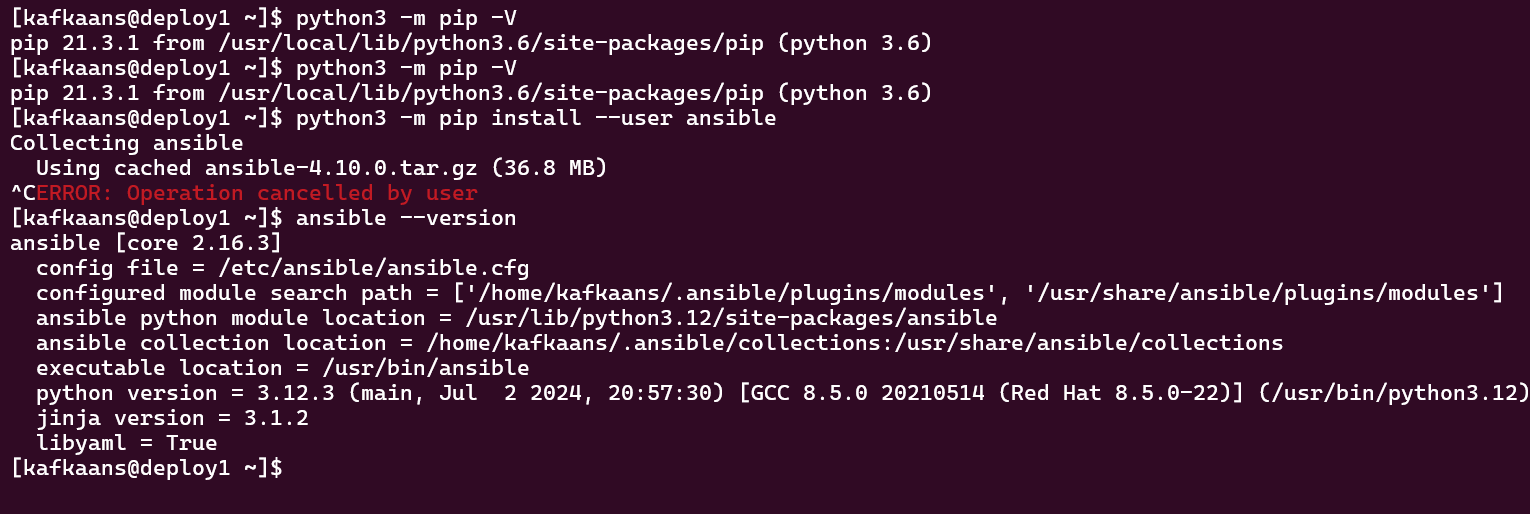 [kafkaans@deploy1 ~]$ python3 -m pip -V
pip 21.3.1 from /usr/local/lib/python3.6/site-packages/pip (python 3.6)
[kafkaans@deploy1 ~]$ python3 -m pip -V
pip 21.3.1 from /usr/local/lib/python3.6/site-packages/pip (python 3.6)
[kafkaans@deploy1 ~]$ python3 -m pip install --user ansible
Collecting ansible
  Using cached ansible-4.10.0.tar.gz (36.8 MB)
^CERROR: Operation cancelled by user
[kafkaans@deploy1 ~]$ ansible --version
ansible [core 2.16.3]
  config file = /etc/ansible/ansible.cfg
  configured module search path = ['/home/kafkaans/.ansible/plugins/modules', '/usr/share/ansible/plugins/modules']
  ansible python module location = /usr/lib/python3.12/site-packages/ansible
  ansible collection location = /home/kafkaans/.ansible/collections:/usr/share/ansible/collections
  executable location = /usr/bin/ansible
  python version = 3.12.3 (main, Jul  2 2024, 20:57:30) [GCC 8.5.0 20210514 (Red Hat 8.5.0-22)] (/usr/bin/python3.12)
  jinja version = 3.1.2
  libyaml = True
[kafkaans@deploy1 ~]$